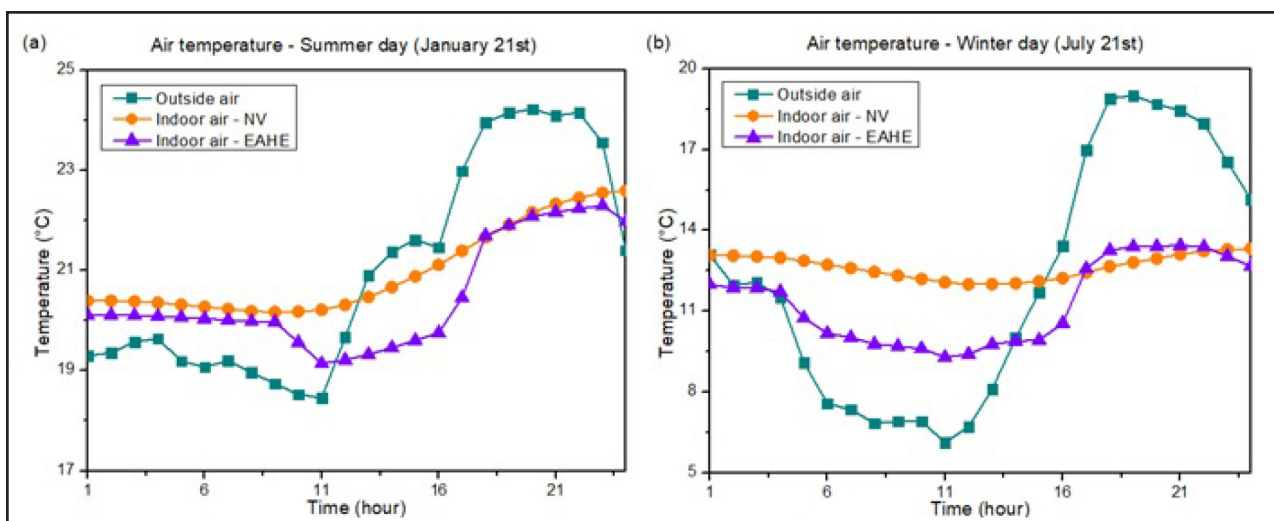 (a)
Air temperature - Summer day (January 21st)
25
23
21
19
17
Temperature (°C)
Outside air
Indoor air - NV
Indoor air - EAHE
1
6
11
16
21
Time (hour)
(b)
Air temperature - Winter day (July 21st)
20
17
13
12
8
5
Temperature (°C)
Outside air
Indoor air - NV
Indoor air - EAHE
1
6
11
16
21
Time (hour)